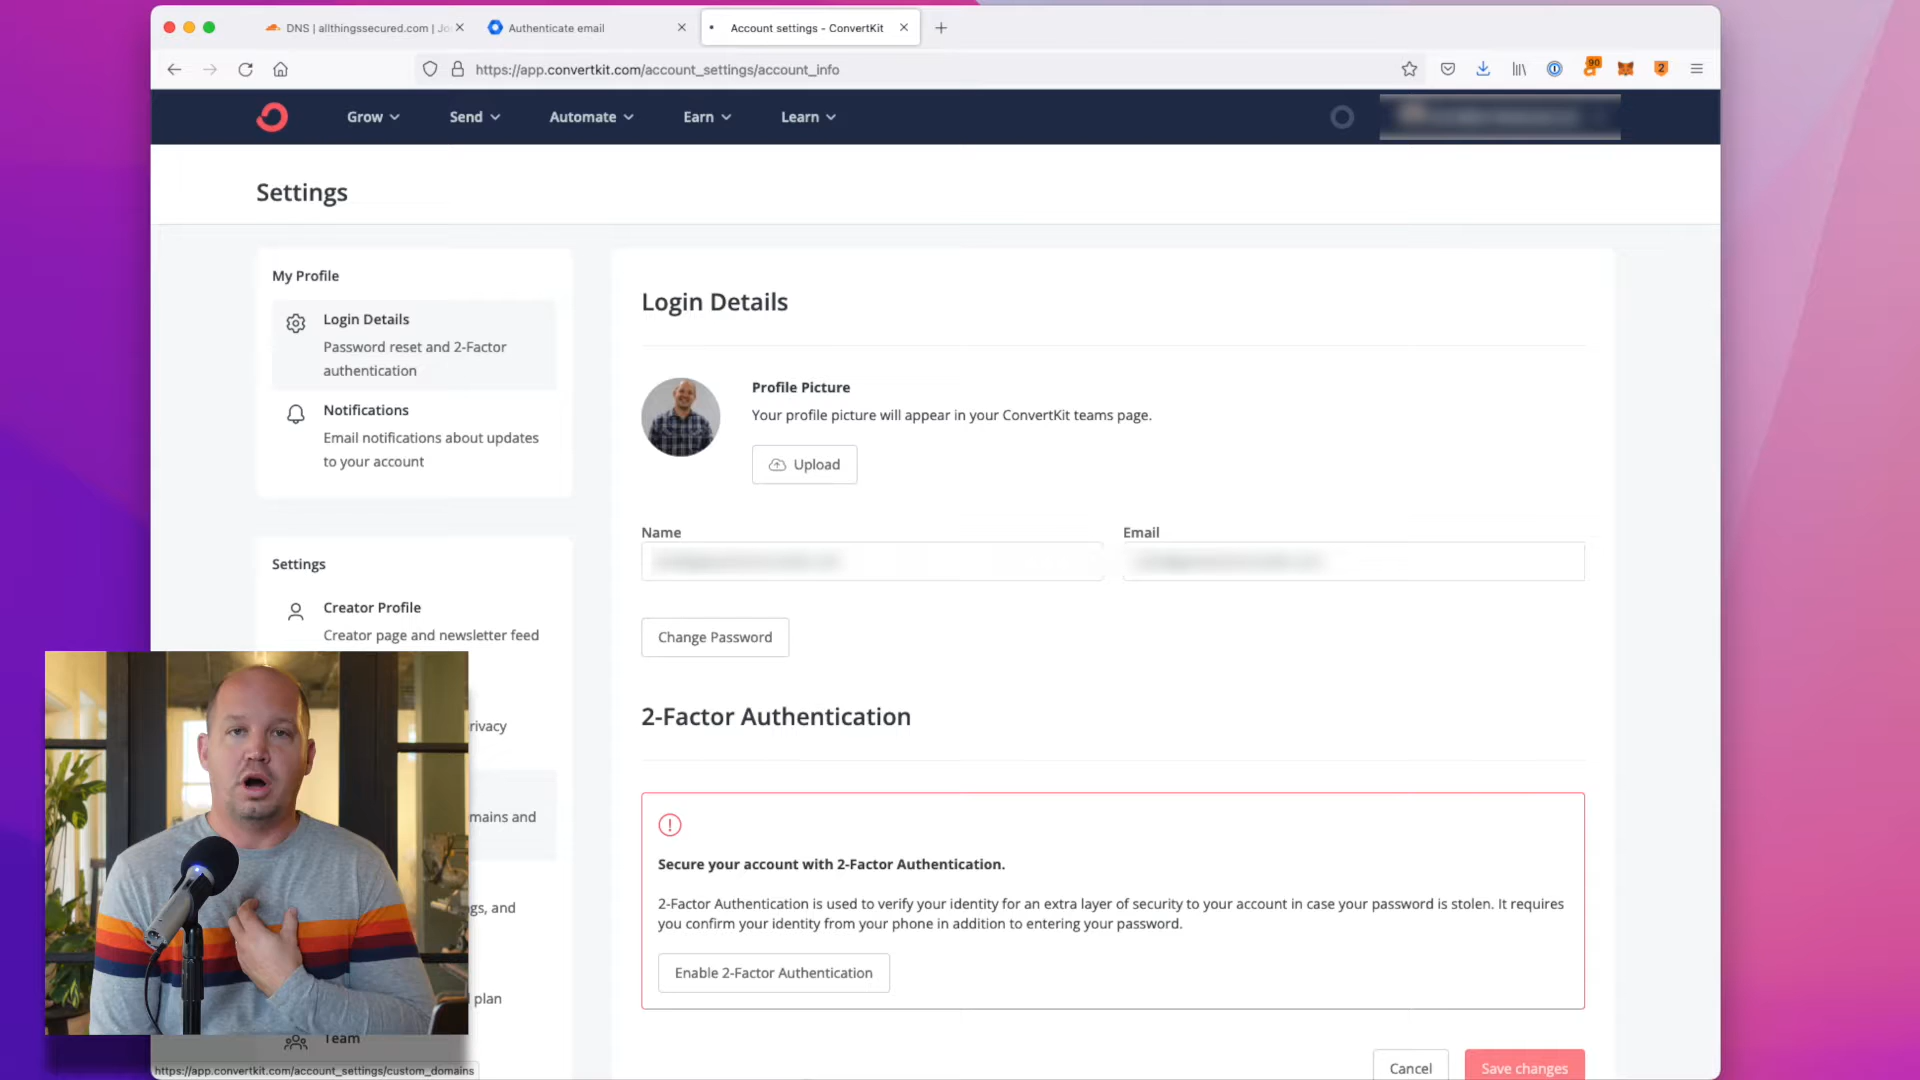 DNS | allthingssecured.com |
Authenticate email
Account settings - ConvertKit
https://app.convertkit.com/account_settings/account_info
90
2
Grow
Send
Automate
Earn
Learn
Settings
My Profile
Login Details
Password reset and 2-Factor
authentication
Notifications
Email notifications about updates
to your account
Settings
Creator Profile
Creator page and newsletter feed
mains and
plan
Team
https://app.convertkit.com/account_settings/custom_domains
Login Details
Profile Picture
Your profile picture will appear in your ConvertKit teams page.
Upload
Name
Email
Change Password
2-Factor Authentication
Secure your account with 2-Factor Authentication.
2-Factor Authentication is used to verify your identity for an extra layer of security to your account in case your password is stolen. It requires
you confirm your identity from your phone in addition to entering your password.
Enable 2-Factor Authentication
Cancel
Save changes